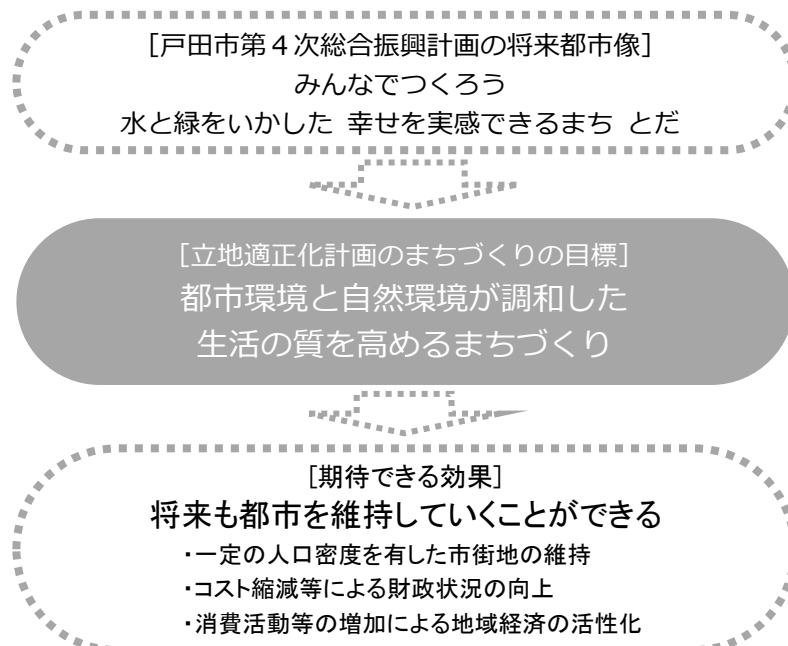 ［戸田市第４次総合振興計画の将来都市像］
みんなでつくろう
水と緑をいかした 幸せを実感できるまち とだ
［立地適正化計画のまちづくりの目標］
都市環境と自然環境が調和した
生活の質を高めるまちづくり
［期待できる効果］
将来も都市を維持していくことができる
・一定の人口密度を有した市街地の維持
・コスト縮減等による財政状況の向上
・消費活動等の増加による地域経済の活性化